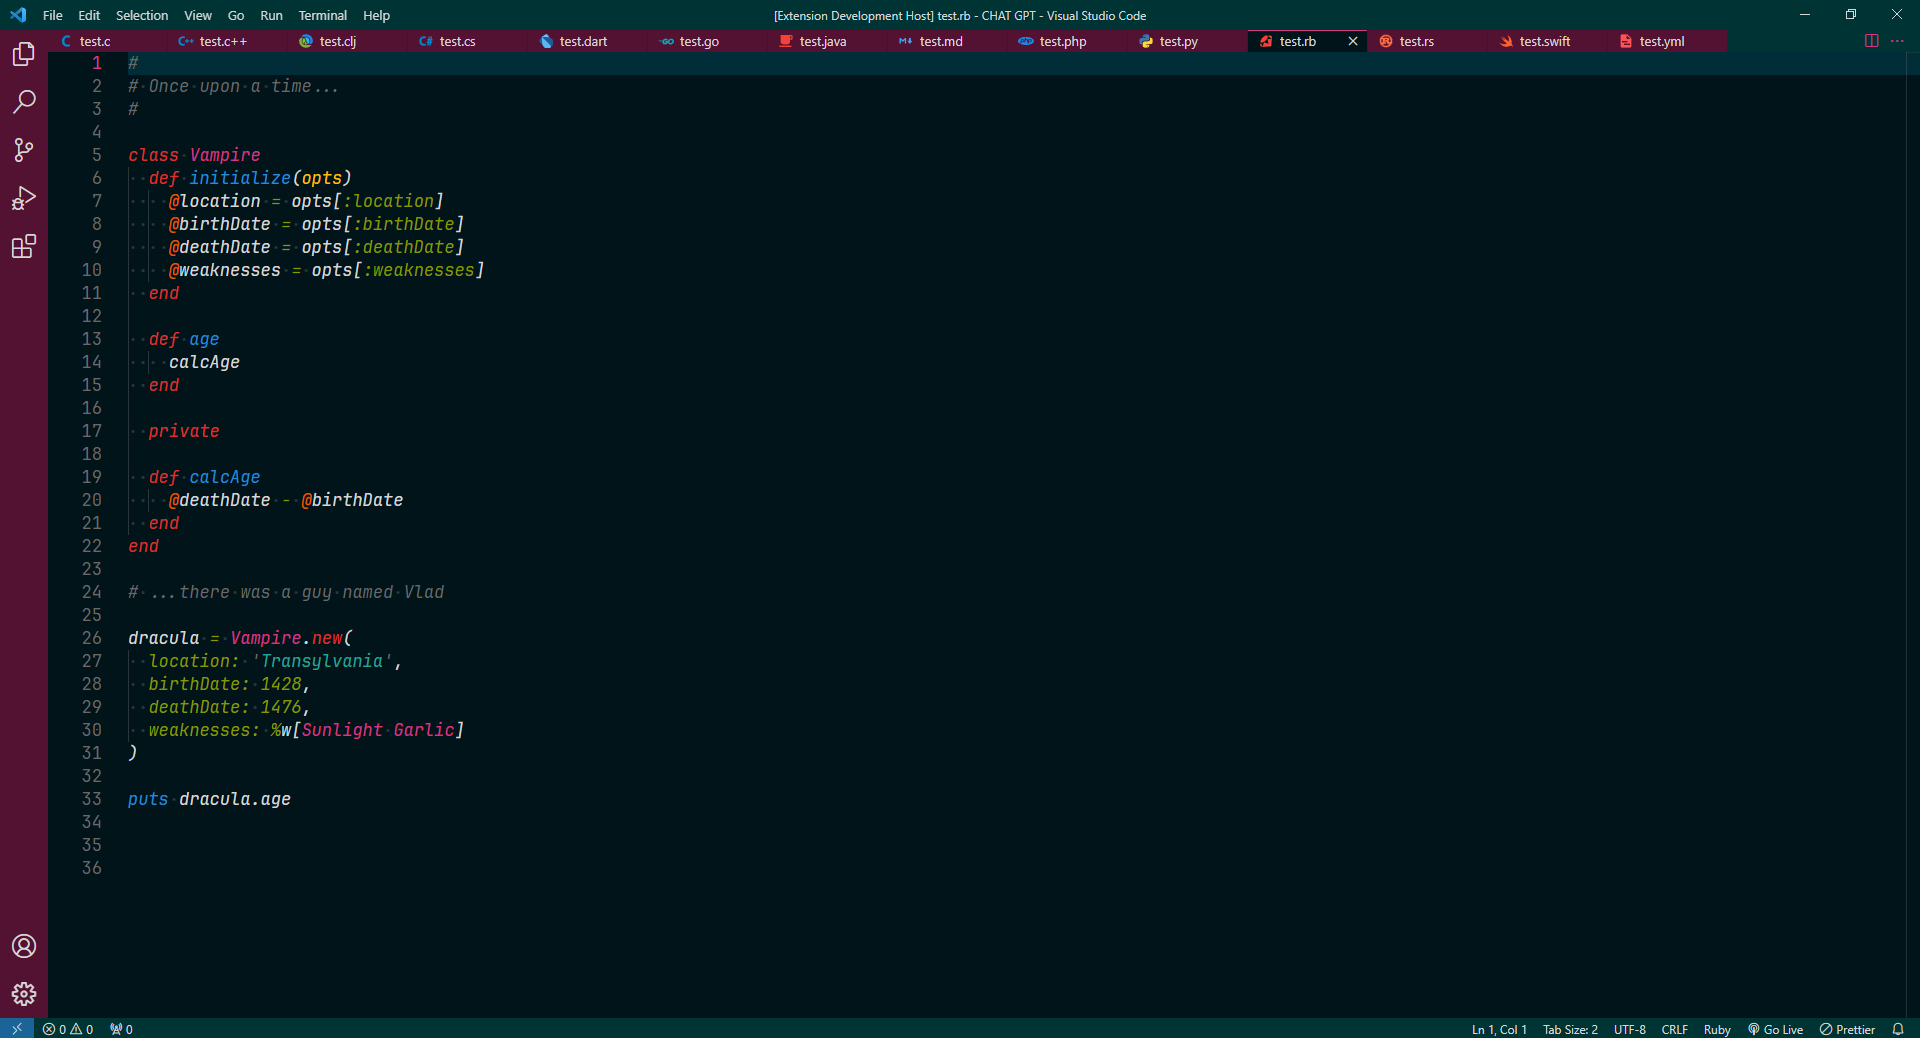 File Edit Selection View Go Run Terminal Help [Extension Development Host] test.rb - CHAT GPT - Visual Studio Code
test.c test.c++ test.clj test.cs test.dart test.go test.java test.md test.php test.py test.rb test.rs test.swift test.yml
1 #
2 # Once upon a time...
3 #
4
5 class Vampire
6 def initialize(opts)
7 @location = opts[:location]
8 @birthDate = opts[:birthDate]
9 @deathDate = opts[:deathDate]
10 @weaknesses = opts[:weaknesses]
11 end
12
13 def age
14 calcAge
15 end
16
17 private
18
19 def calcAge
20 @deathDate - @birthDate
21 end
22 end
23
24 # ...there was a guy named Vlad
25
26 dracula = Vampire.new(
27 location: 'Transylvania',
28 birthDate: 1428,
29 deathDate: 1476,
30 weaknesses: %w[Sunlight Garlic]
31 )
32
33 puts dracula.age
34
35
36
0 0 0 Ln 1, Col 1 Tab Size: 2 UTF-8 CRLF Ruby Go Live Prettier